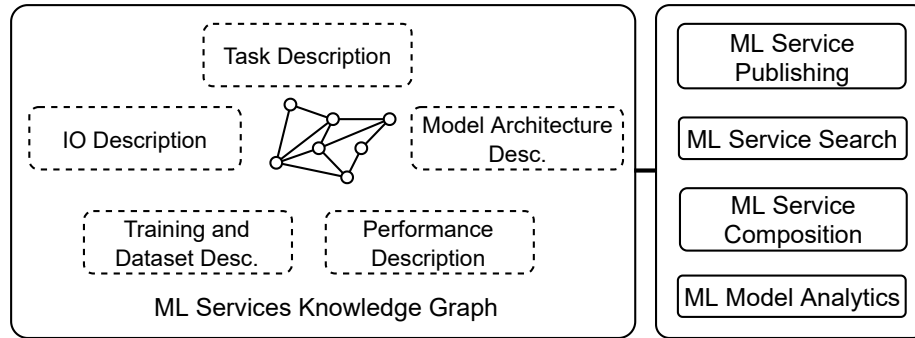 Task Description
IO Description
Model Architecture
Desc.
Training and
Dataset Desc.
Performance
Description
ML Services Knowledge Graph
ML Service
Publishing
ML Service Search
ML Service
Composition
ML Model Analytics